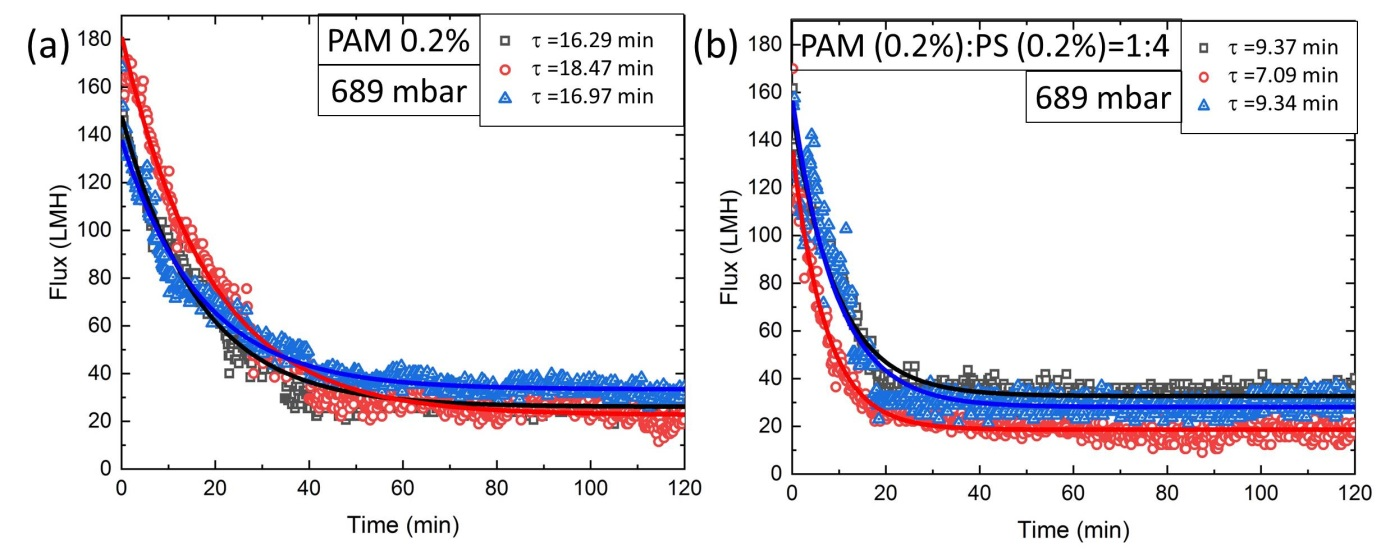 (a)
PAM 0.2%
689 mbar
τ =16.29 min
τ =18.47 min
τ =16.97 min
Flux (LMH)
180
160
140
120
100
80
60
40
20
0
0 20 40 60 80 100 120
Time (min)
(b)
PAM (0.2%):PS (0.2%)=1:4
689 mbar
τ =9.37 min
τ =7.09 min
τ =9.34 min
Flux (LMH)
180
160
140
120
100
80
60
40
20
0
0 20 40 60 80 100 120
Time (min)